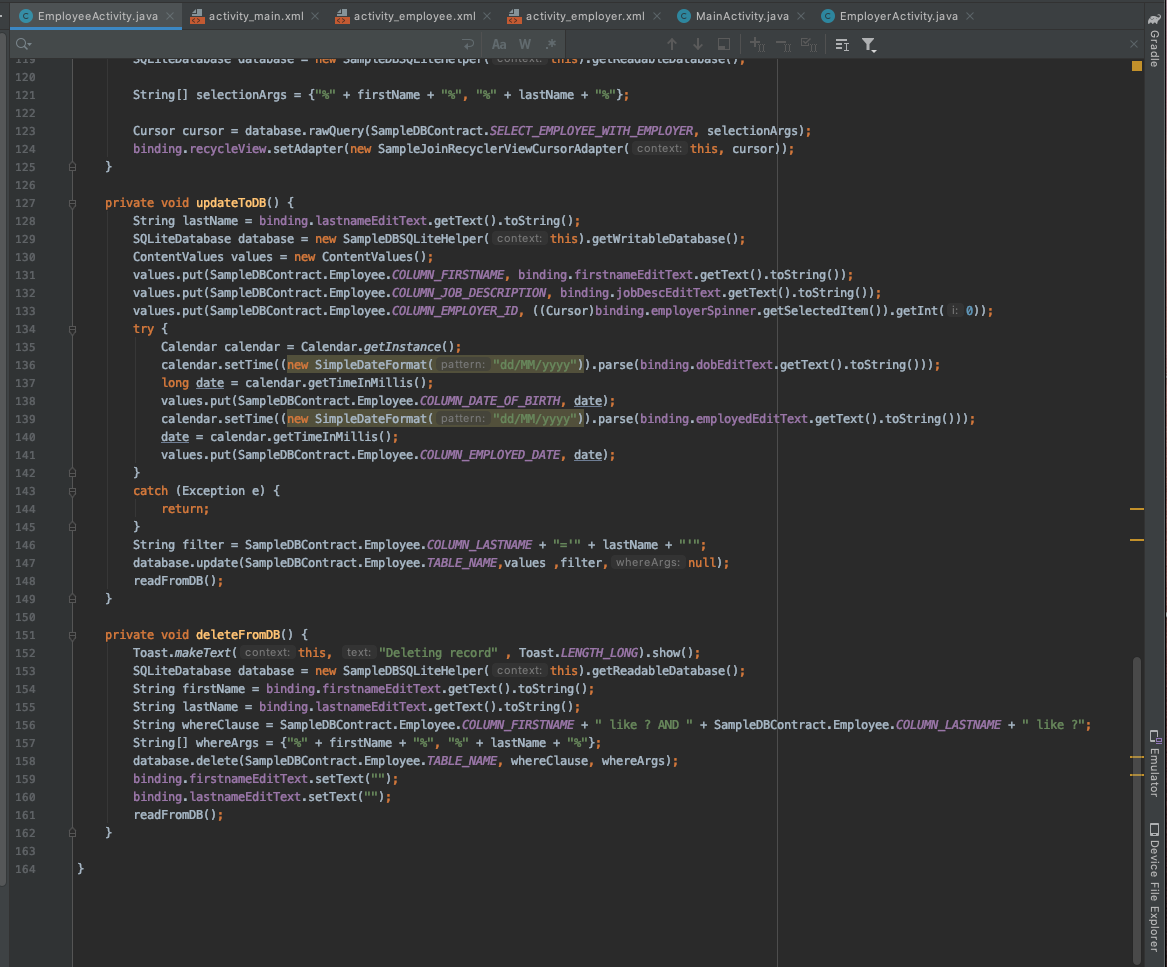 EmployeeActivity.java activity_main.xml activity_employee.xml activity_employer.xml MainActivity.java EmployerActivity.java
Aa W .*
119 SQLiteDatabase database = new SampleDBSQLiteHelper( context: this).getReadableDatabase();
120
121 String[] selectionArgs = {"%" + firstName + "%", "%" + lastName + "%"};
122
123 Cursor cursor = database.rawQuery(SampleDBContract.SELECT_EMPLOYEE_WITH_EMPLOYER, selectionArgs);
124 binding.recycleView.setAdapter(new SampleJoinRecyclerViewCursorAdapter( context: this, cursor));
125 }
126
127 private void updateToDB() {
128 String lastName = binding.lastnameEditText.getText().toString();
129 SQLiteDatabase database = new SampleDBSQLiteHelper( context: this).getWritableDatabase();
130 ContentValues values = new ContentValues();
131 values.put(SampleDBContract.Employee.COLUMN_FIRSTNAME, binding.firstnameEditText.getText().toString());
132 values.put(SampleDBContract.Employee.COLUMN_JOB_DESCRIPTION, binding.jobDescEditText.getText().toString());
133 values.put(SampleDBContract.Employee.COLUMN_EMPLOYER_ID, ((Cursor)binding.employerSpinner.getSelectedItem()).getInt( i: 0));
134 try {
135 Calendar calendar = Calendar.getInstance();
136 calendar.setTime((new SimpleDateFormat( pattern: "dd/MM/yyyy")).parse(binding.dobEditText.getText().toString()));
137 long date = calendar.getTimeInMillis();
138 values.put(SampleDBContract.Employee.COLUMN_DATE_OF_BIRTH, date);
139 calendar.setTime((new SimpleDateFormat( pattern: "dd/MM/yyyy")).parse(binding.employedEditText.getText().toString()));
140 date = calendar.getTimeInMillis();
141 values.put(SampleDBContract.Employee.COLUMN_EMPLOYED_DATE, date);
142 }
143 catch (Exception e) {
144 return;
145 }
146 String filter = SampleDBContract.Employee.COLUMN_LASTNAME + "='" + lastName + "'";
147 database.update(SampleDBContract.Employee.TABLE_NAME,values ,filter, whereArgs: null);
148 readFromDB();
149 }
150
151 private void deleteFromDB() {
152 Toast.makeText( context: this, text: "Deleting record" , Toast.LENGTH_LONG).show();
153 SQLiteDatabase database = new SampleDBSQLiteHelper( context: this).getReadableDatabase();
154 String firstName = binding.firstnameEditText.getText().toString();
155 String lastName = binding.lastnameEditText.getText().toString();
156 String whereClause = SampleDBContract.Employee.COLUMN_FIRSTNAME + " like ? AND " + SampleDBContract.Employee.COLUMN_LASTNAME + " like ?";
157 String[] whereArgs = {"%" + firstName + "%", "%" + lastName + "%"};
158 database.delete(SampleDBContract.Employee.TABLE_NAME, whereClause, whereArgs);
159 binding.firstnameEditText.setText("");
160 binding.lastnameEditText.setText("");
161 readFromDB();
162 }
163
164 }
Gradle
Emulator
Device File Explorer